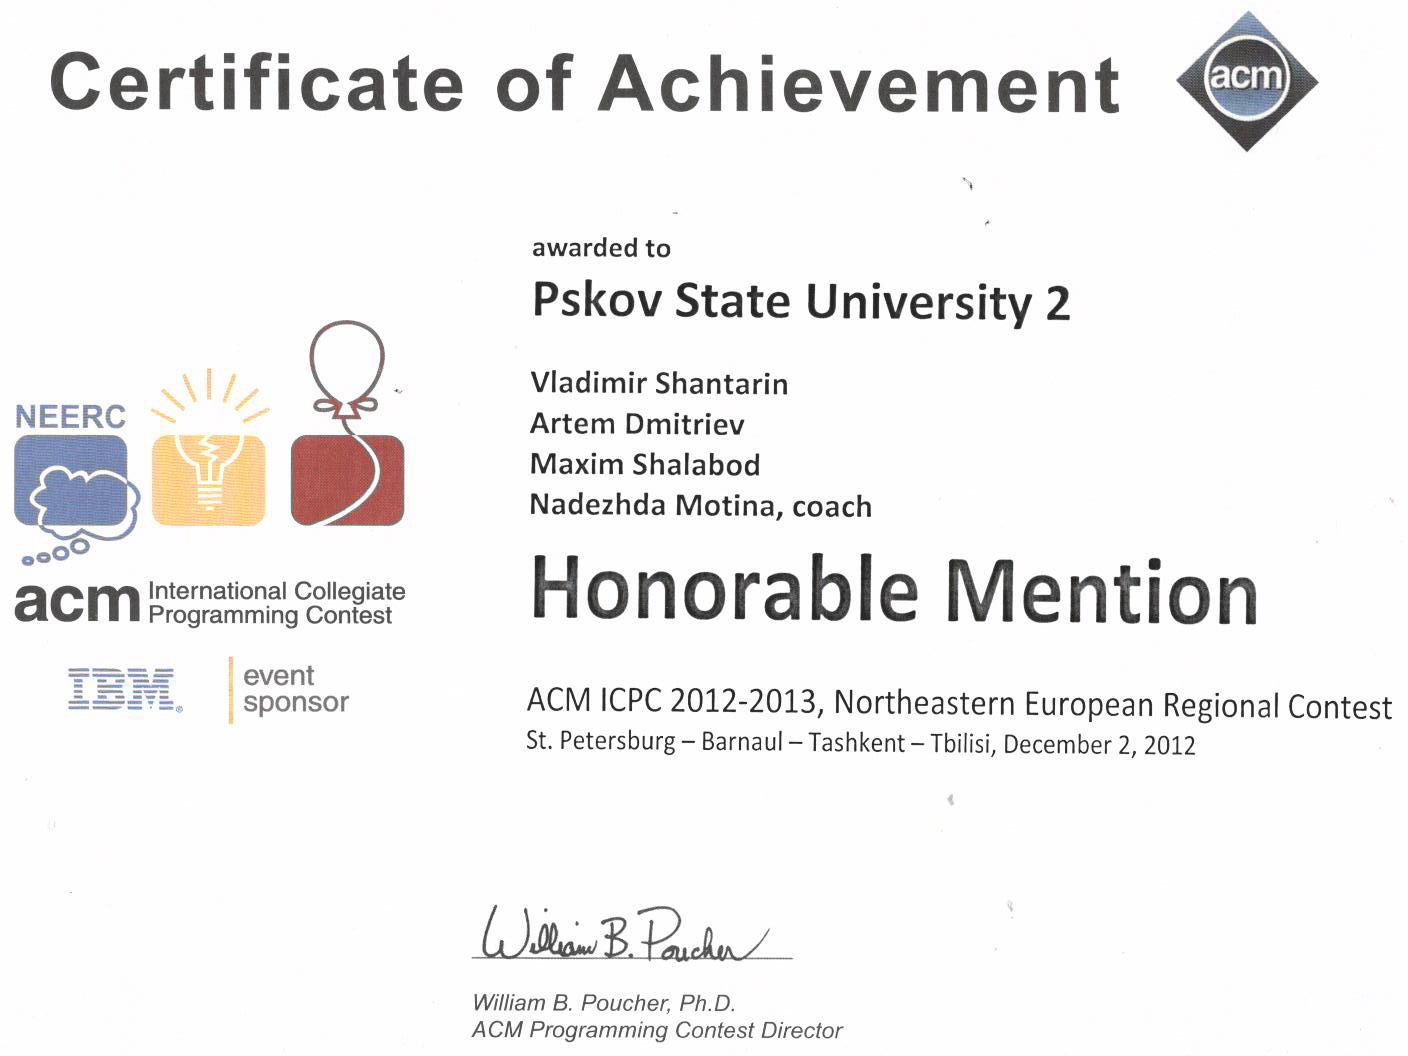 Certificate of Achievement
acm
awarded to
Pskov State University 2
Vladimir Shantarin
Artem Dmitriev
Maxim Shalabod
Nadezhda Motina, coach
Honorable Mention
ACM ICPC 2012-2013, Northeastern European Regional Contest
St. Petersburg – Barnaul – Tashkent – Tbilisi, December 2, 2012
NEERC
acm International Collegiate
Programming Contest
IBM® event
sponsor
William B. Poucher
William B. Poucher, Ph.D.
ACM Programming Contest Director